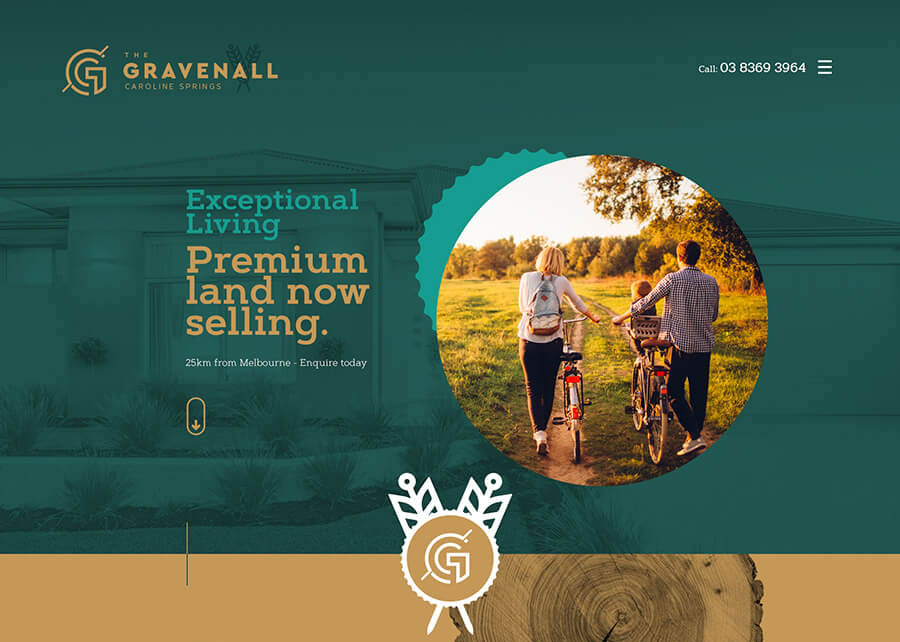 THE
GRAVENALL
CAROLINE SPRINGS
Call: 03 8369 3964
Exceptional
Living
Premium
land now
selling.
25km from Melbourne - Enquire today